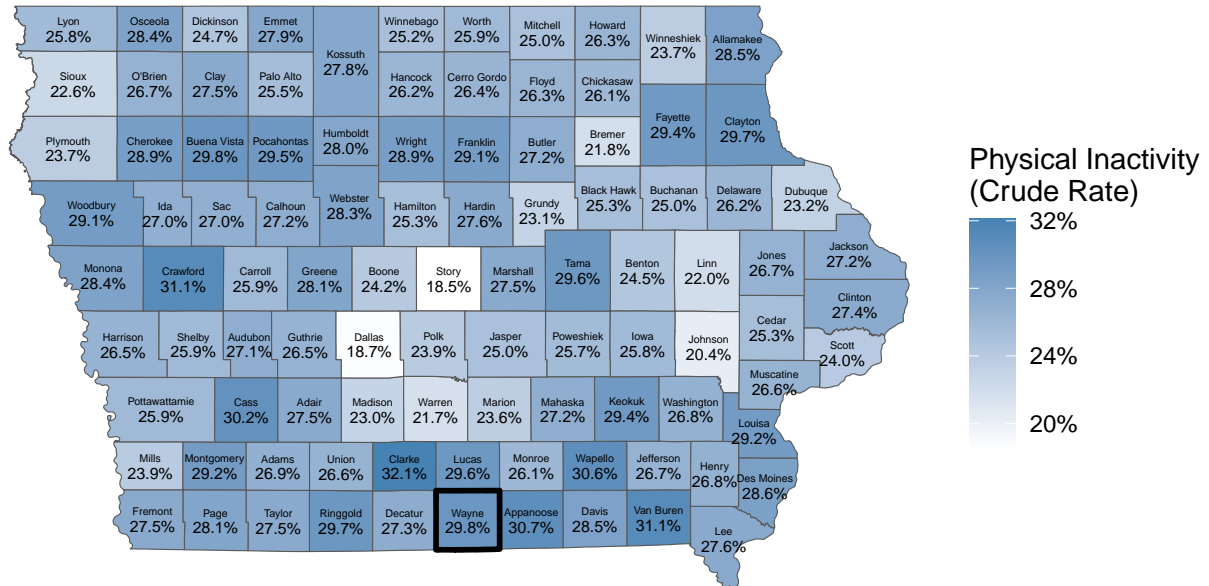 Lyon
25.8%
Osceola
28.4%
Dickinson
24.7%
Emmet
27.9%
Kossuth
27.8%
Winnebago
25.2%
Worth
25.9%
Mitchell
25.0%
Howard
26.3%
Winneshiek
23.7%
Allamakee
28.5%
Sioux
22.6%
O'Brien
26.7%
Clay
27.5%
Palo Alto
25.5%
Hancock
26.2%
Cerro Gordo
26.4%
Floyd
26.3%
Chickasaw
26.1%
Fayette
29.4%
Clayton
29.7%
Plymouth
23.7%
Cherokee
28.9%
Buena Vista
29.8%
Pocahontas
29.5%
Humboldt
28.0%
Wright
28.9%
Franklin
29.1%
Butler
27.2%
Bremer
21.8%
Woodbury
29.1%
Ida
27.0%
Sac
27.0%
Calhoun
27.2%
Webster
28.3%
Hamilton
25.3%
Hardin
27.6%
Grundy
23.1%
Black Hawk
25.3%
Buchanan
25.0%
Delaware
26.2%
Dubuque
23.2%
Monona
28.4%
Crawford
31.1%
Carroll
25.9%
Greene
28.1%
Boone
24.2%
Story
18.5%
Marshall
27.5%
Tama
29.6%
Benton
24.5%
Linn
22.0%
Jones
26.7%
Jackson
27.2%
Clinton
27.4%
Harrison
26.5%
Shelby
25.9%
Audubon
27.1%
Guthrie
26.5%
Dallas
18.7%
Polk
23.9%
Jasper
25.0%
Poweshiek
25.7%
Iowa
25.8%
Johnson
20.4%
Cedar
25.3%
Scott
24.0%
Muscatine
26.6%
Pottawattamie
25.9%
Cass
30.2%
Adair
27.5%
Madison
23.0%
Warren
21.7%
Marion
23.6%
Mahaska
27.2%
Keokuk
29.4%
Washington
26.8%
Louisa
29.2%
Mills
23.9%
Montgomery
29.2%
Adams
26.9%
Union
26.6%
Clarke
32.1%
Lucas
29.6%
Monroe
26.1%
Wapello
30.6%
Jefferson
26.7%
Henry
26.8%
Des Moines
28.6%
Fremont
27.5%
Page
28.1%
Taylor
27.5%
Ringgold
29.7%
Decatur
27.3%
Wayne
29.8%
Appanoose
30.7%
Davis
28.5%
Van Buren
31.1%
Lee
27.6%
Physical Inactivity
(Crude Rate)
32%
28%
24%
20%